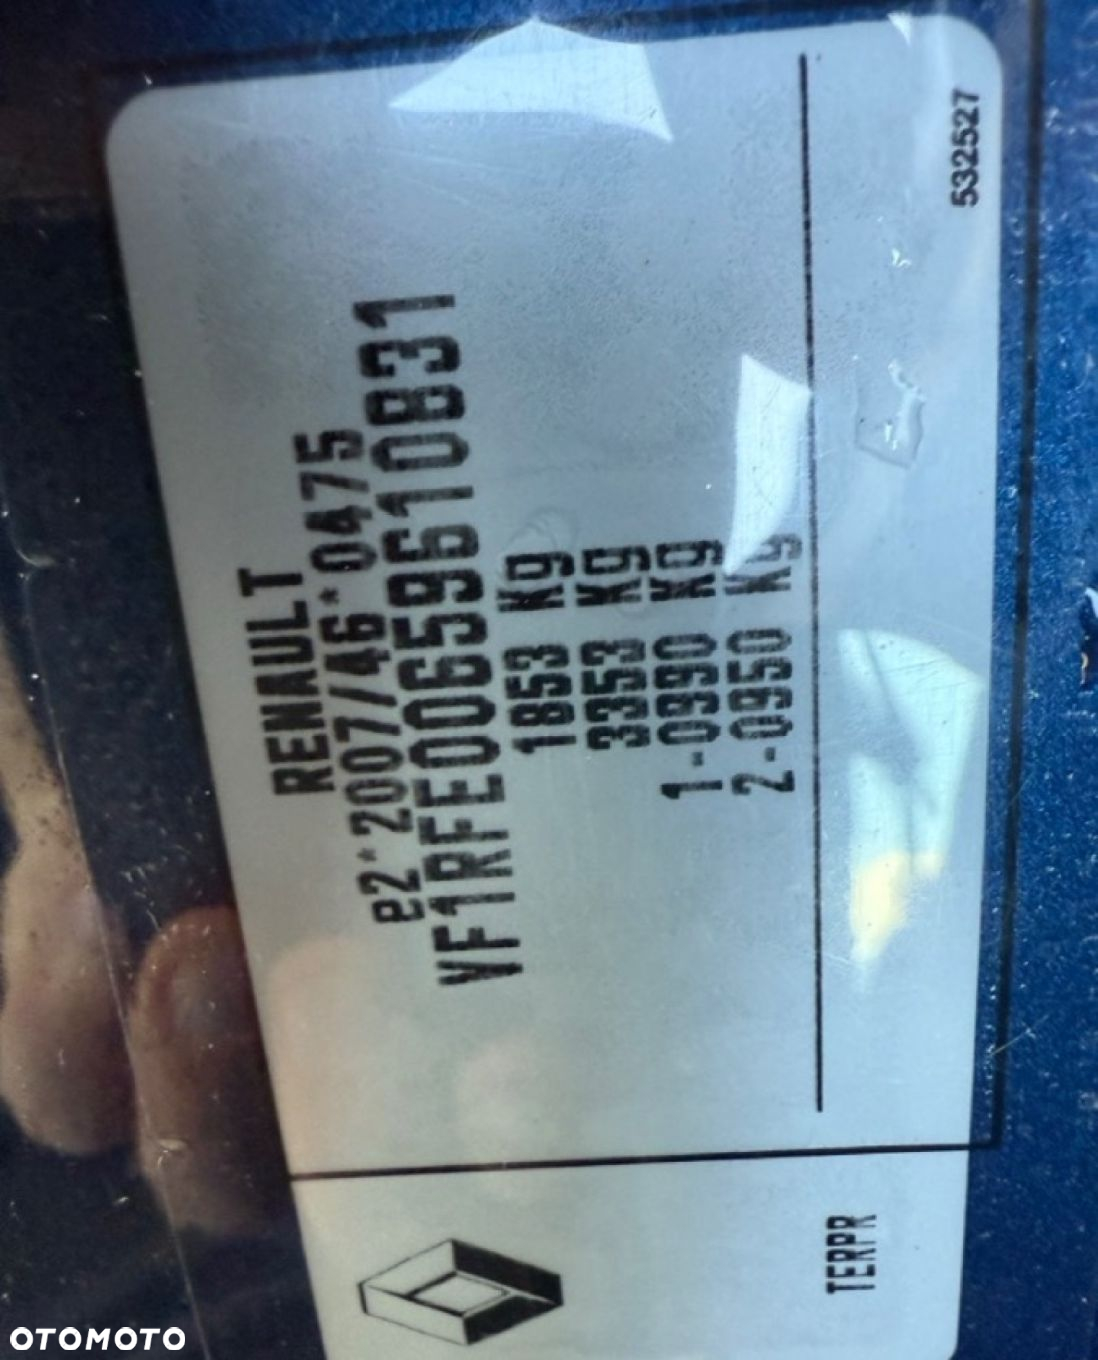 RENAULT
e2*2007/46*0475
VF1RFE00659610831
1853 Kg
3353 Kg
1-0990 Kg
2-0950 Kg
532527
TERPR
OTOMOTO